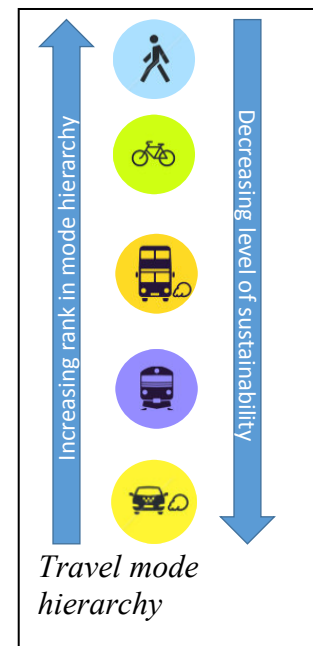 Increasing rank in mode hierarchy
Decreasing level of sustainability
Travel mode
hierarchy